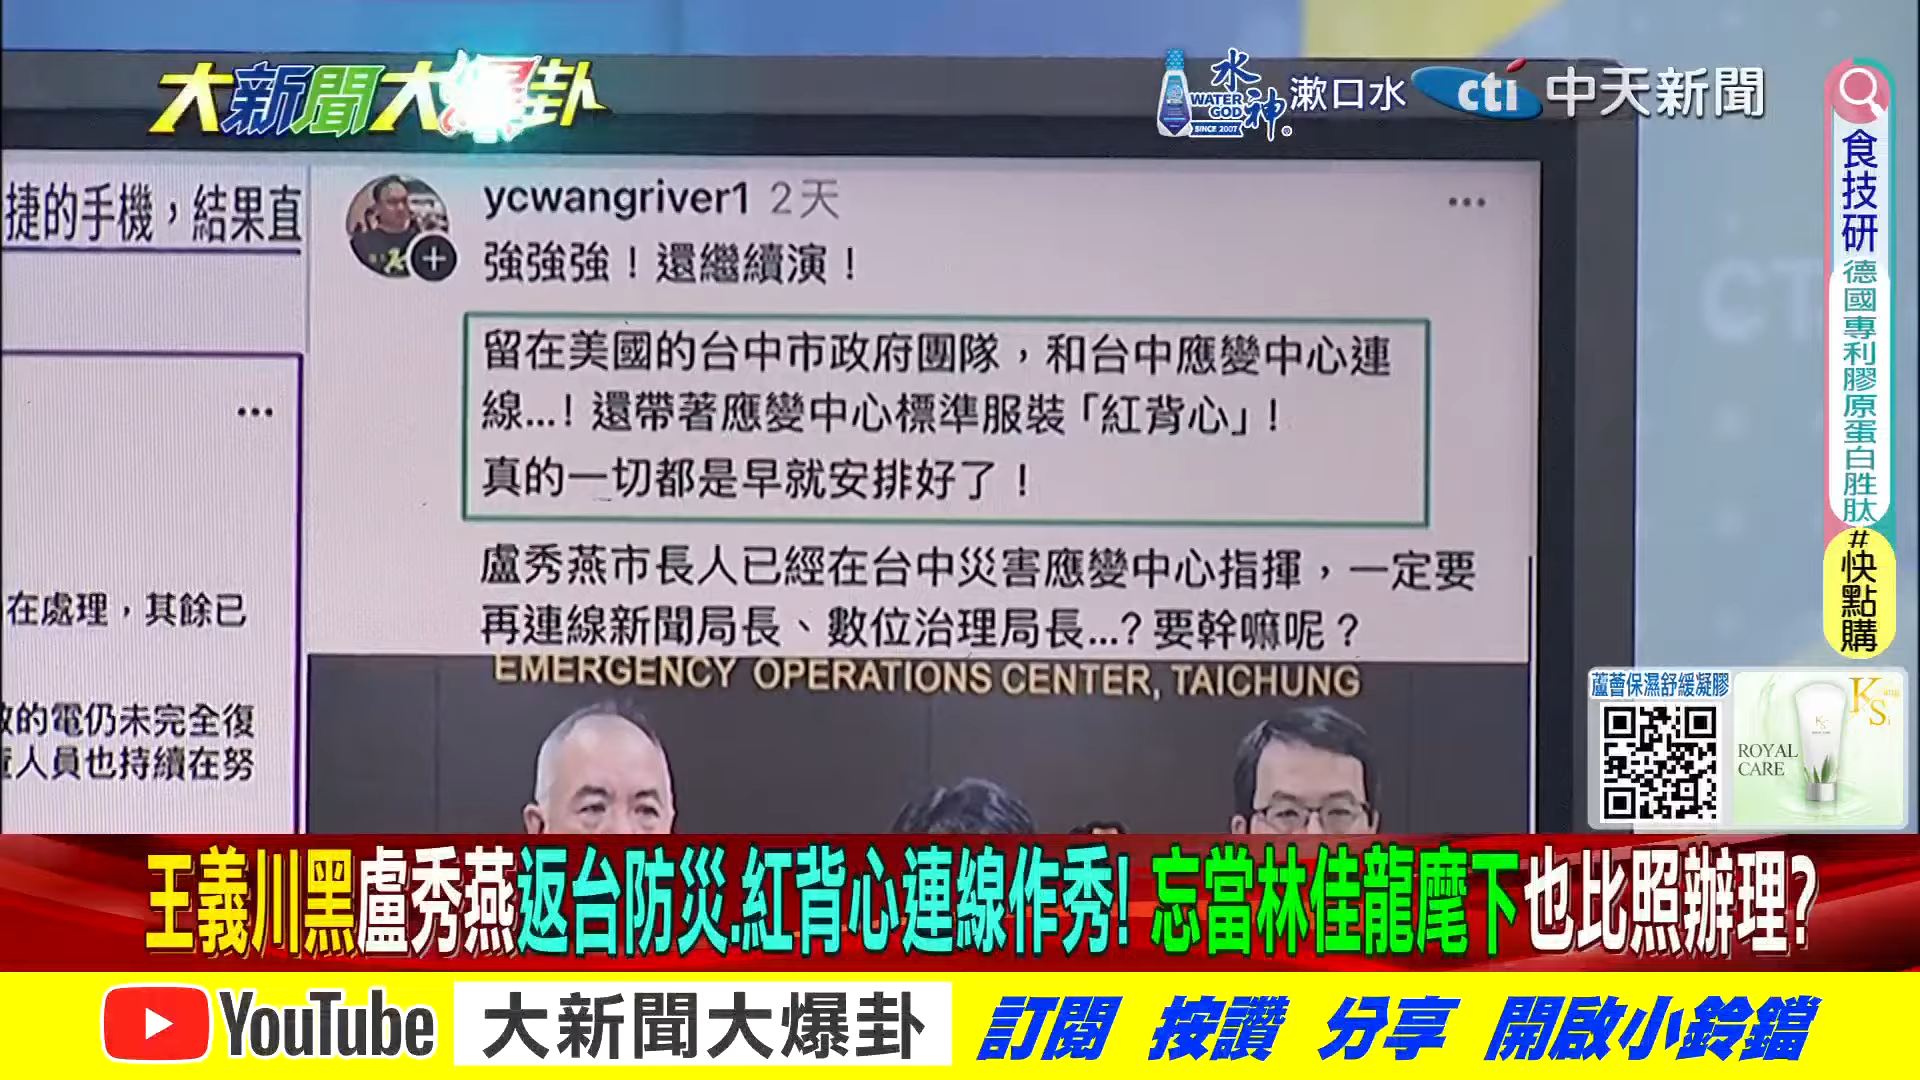 大新聞大爆卦
水神
WATER GOD
SINCE 2007
漱口水
cti 中天新聞
食技研
德國專利膠原蛋白胜肽
#快點購
捷的手機，結果直
在處理，其餘已
的電仍未完全復
人員也持續在努
ycwangriver1 2天
強強強！還繼續演！
留在美國的台中市政府團隊，和台中應變中心連
線...！還帶著應變中心標準服裝「紅背心」！
真的一切都是早就安排好了！
盧秀燕市長人已經在台中災害應變中心指揮，一定要
再連線新聞局長、數位治理局長...？要幹嘛呢？
EMERGENCY OPERATIONS CENTER, TAICHUNG
蘆薈保濕舒緩凝膠
ROYAL
CARE
王義川黑盧秀燕返台防災.紅背心連線作秀! 忘當林佳龍麾下也比照辦理?
YouTube 大新聞大爆卦 訂閱 按讚 分享 開啟小鈴鐺